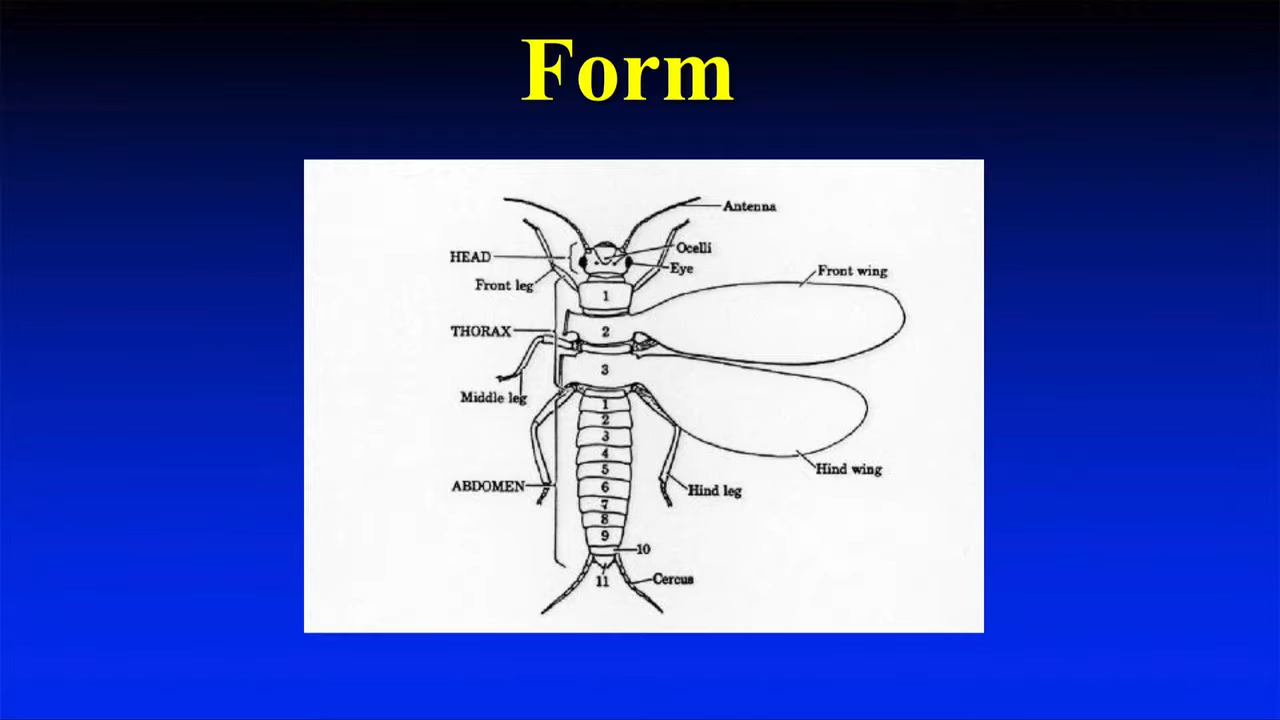 Form
Antenna
HEAD
Ocelli
Eye
Front leg
Front wing
1
THORAX
2
3
Middle leg
1
2
3
4
5
6
7
8
9
10
11
Hind wing
ABDOMEN
Hind leg
Cercus